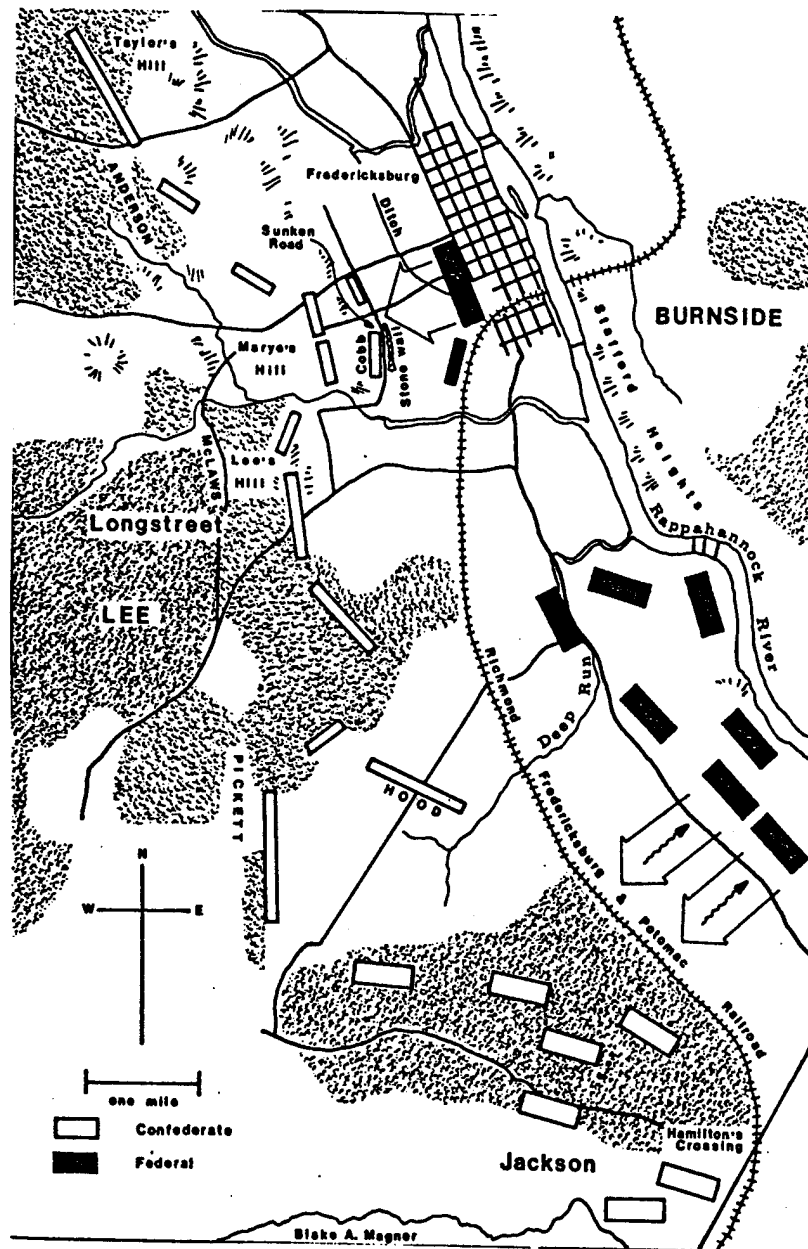 Taylor's
Hill
ANDERSON
Fredericksburg
Ditch
Sunken
Road
BURNSIDE
Stafford Heights
Marye's
Hill
Cobb
Stone wall
McLAWS
Lee's
Hill
Longstreet
Rappahannock River
LEE
Richmond Fredericksburg & Potomac Railroad
Deep Run
PICKETT
HOOD
N
W
E
one mile
Confederate
Federal
Hamilton's
Crossing
Jackson
Blake A. Magner